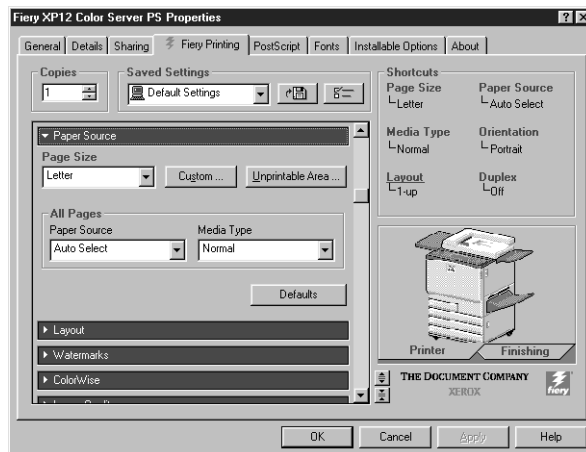 Fiery XP12 Color Server PS Properties
General Details Sharing Fiery Printing PostScript Fonts Installable Options About
Copies Saved Settings Shortcuts
1 Default Settings
Page Size Paper Source
Letter Auto Select
Media Type Orientation
Normal Portrait
Layout Duplex
1-up Off
Paper Source
Page Size
Letter Custom ... Unprintable Area ...
All Pages
Paper Source Media Type
Auto Select Normal
Defaults
Layout
Watermarks
ColorWise
Printer Finishing
THE DOCUMENT COMPANY
XEROX
fiery
OK Cancel Apply Help